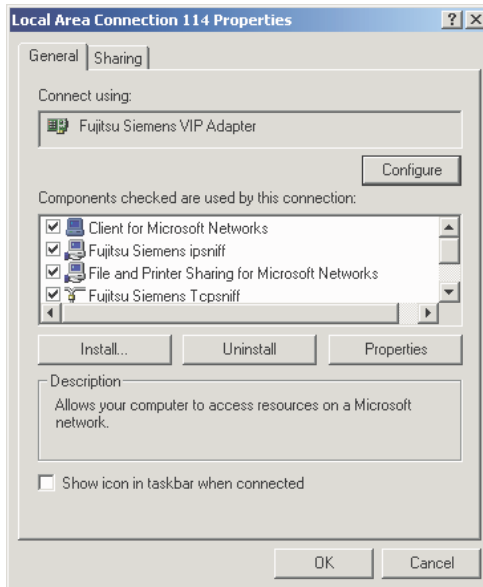 Local Area Connection 114 Properties
General Sharing
Connect using:
Fujitsu Siemens VIP Adapter
Configure
Components checked are used by this connection:
Client for Microsoft Networks
Fujitsu Siemens ipsniff
File and Printer Sharing for Microsoft Networks
Fujitsu Siemens Tcpsniff
Install... Uninstall Properties
Description
Allows your computer to access resources on a Microsoft
network.
Show icon in taskbar when connected
OK Cancel